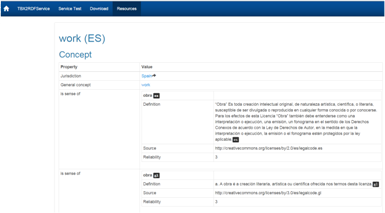 TBX2RDFService Service Test Download Resources
work (ES)
Concept
Property Value
Jurisdiction Spain
General concept work
is sense of obra es
Definition "Obra" Es toda creación intelectual original, de naturaleza artística, científica, o literaria,
susceptible de ser divulgada o reproducida en cualquier forma conocida o por conocerse.
Para los efectos de esta Licencia "Obra" también debe entenderse como una
interpretación o ejecución, una emisión, un fonograma en el sentido de los Derechos
Conexos de acuerdo con la Ley de Derechos de Autor, en la medida en que la
interpretación o ejecución, la emisión o el fonograma estén protegidos por la ley
aplicable. es
Source http://creativecommons.org/licenses/by/2.0/es/legalcode.es
Reliability 3
is sense of obra gl
Definition a. A obra é a creación literaria, artística ou científica ofrecida nos termos desta licenza gl
Source http://creativecommons.org/licenses/by/3.0/es/legalcode.gl
Reliability 3